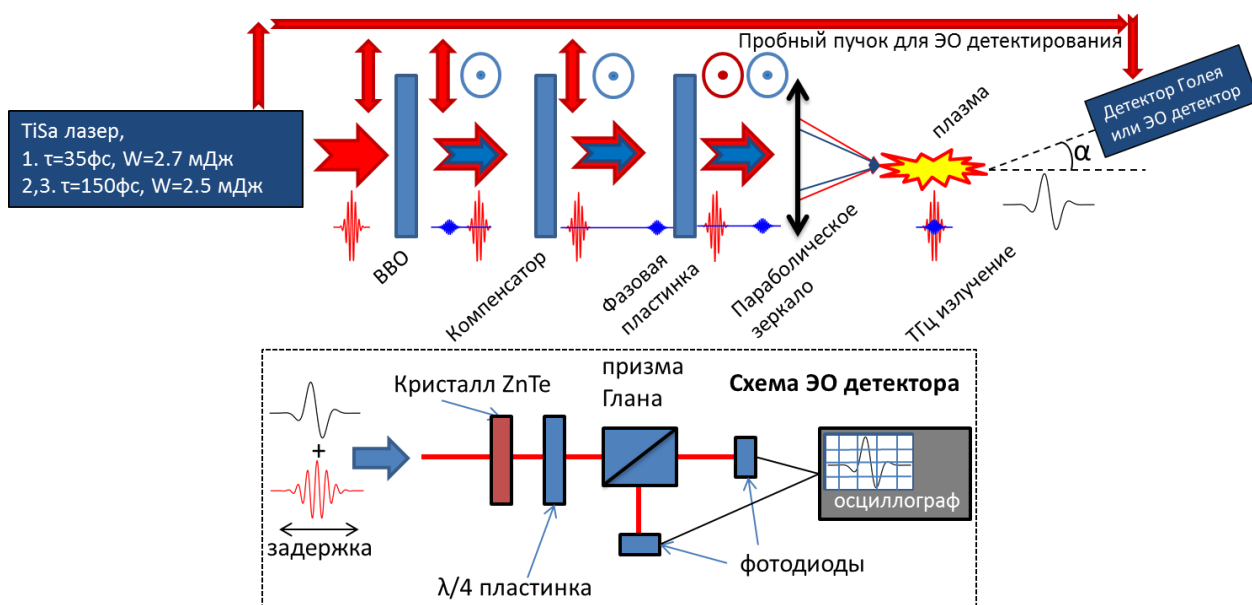 Пробный пучок для ЭО детектирования
TiSa лазер,
1. τ=35фс, W=2.7 мДж
2,3. τ=150фс, W=2.5 мДж
плазма
Детектор Голея
или ЭО детектор
α
BBO
Компенсатор
Фазовая
пластинка
Параболическое
зеркало
ТГц излучение
Кристалл ZnTe
призма
Глана
Схема ЭО детектора
+
задержка
λ/4 пластинка
фотодиоды
осциллограф